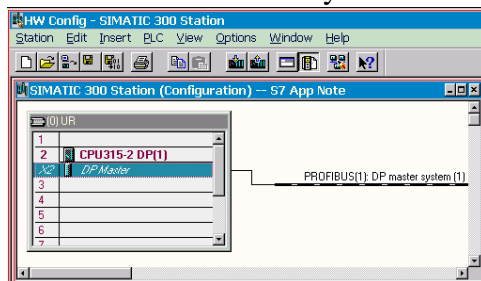 HW Config - SIMATIC 300 Station
Station Edit Insert PLC View Options Window Help
SIMATIC 300 Station (Configuration) -- S7 App Note
(0) UR
1
2 CPU315-2 DP(1)
X2 DP Master
3
4
5
6
7
PROFIBUS(1): DP master system (1)